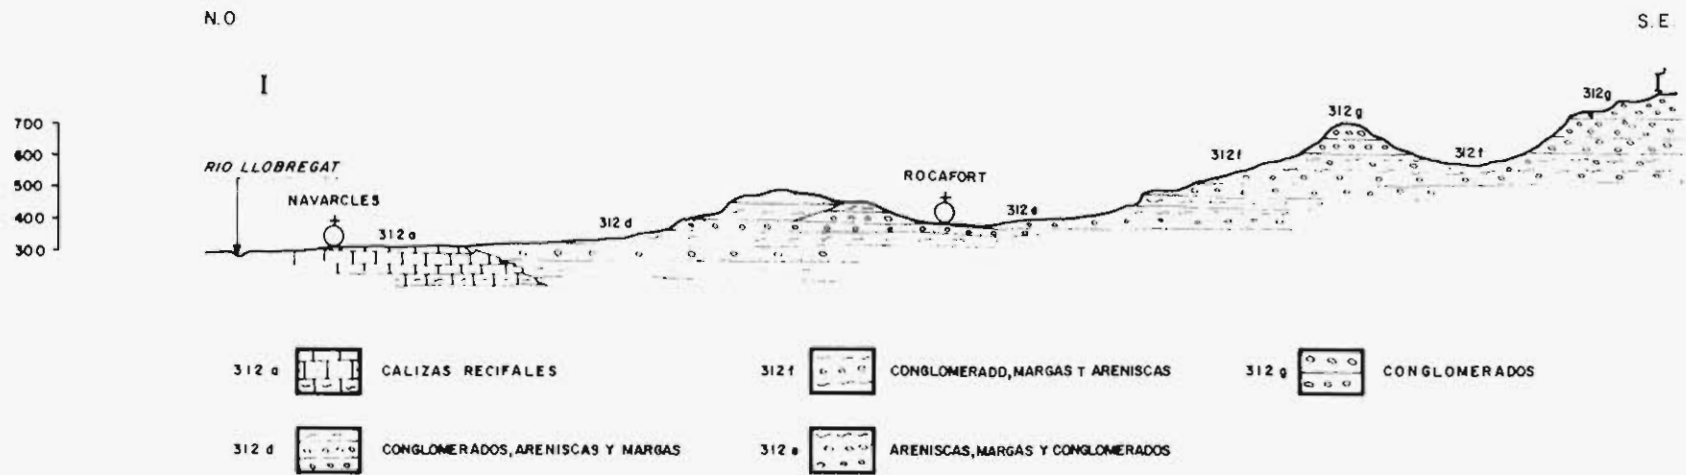 N.O
S.E.
I
I
700
600
500
400
300
RIO LLOBREGAT
NAVARCLES
312 a
312 d
ROCAFORT
312 e
312 f
312 g
312 f
312 g
312 a CALIZAS RECIFALES
312 f CONGLOMERADO, MARGAS Y ARENISCAS
312 g CONGLOMERADOS
312 d CONGLOMERADOS, ARENISCAS Y MARGAS
312 e ARENISCAS, MARGAS Y CONGLOMERADOS